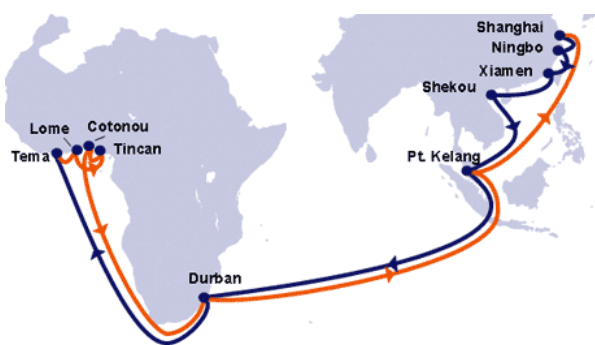 Shanghai
Ningbo
Xiamen
Shekou
Lome
Cotonou
Tema
Tincan
Pt. Kelang
Durban